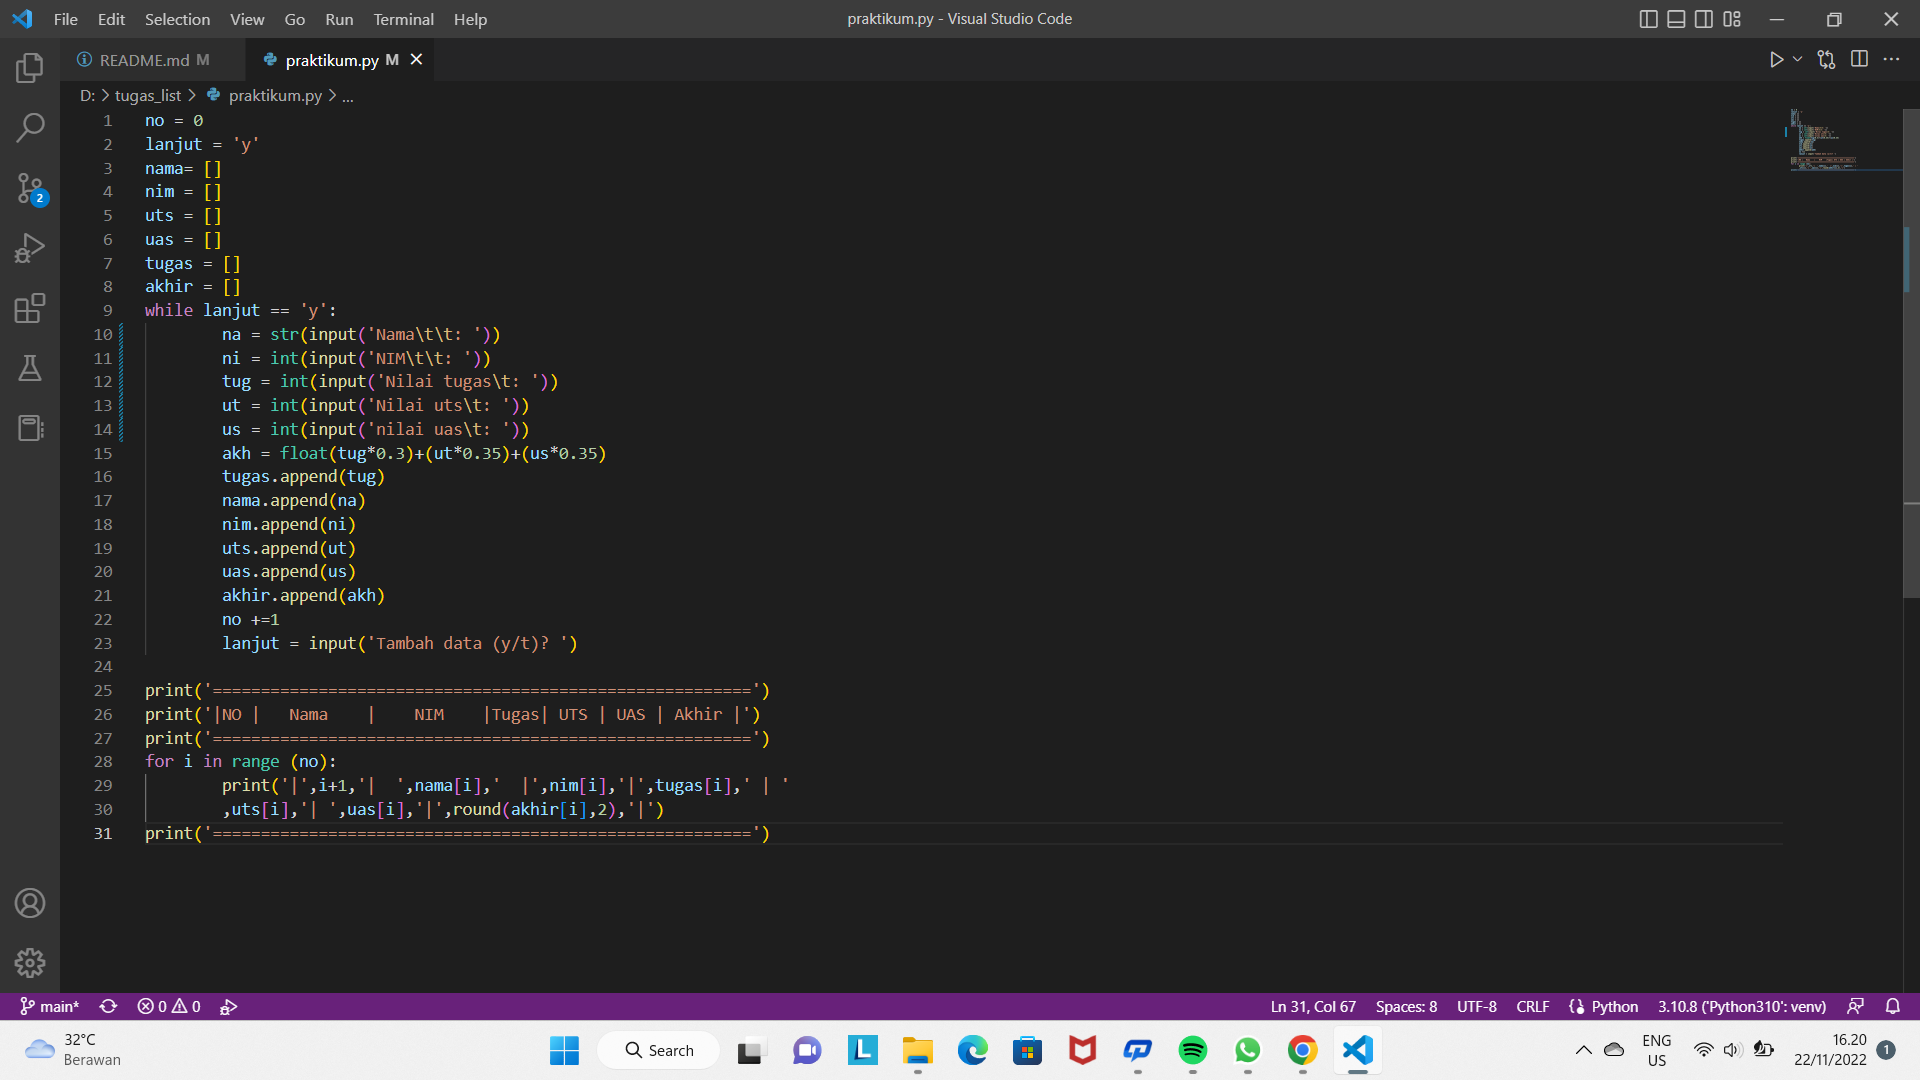 File Edit Selection View Go Run Terminal Help
praktikum.py - Visual Studio Code
README.md M
praktikum.py M
D: > tugas_list > praktikum.py > ...
1 no = 0
2 lanjut = 'y'
3 nama= []
4 nim = []
5 uts = []
6 uas = []
7 tugas = []
8 akhir = []
9 while lanjut == 'y':
10         na = str(input('Nama\t\t: '))
11         ni = int(input('NIM\t\t: '))
12         tug = int(input('Nilai tugas\t: '))
13         ut = int(input('Nilai uts\t: '))
14         us = int(input('nilai uas\t: '))
15         akh = float(tug*0.3)+(ut*0.35)+(us*0.35)
16         tugas.append(tug)
17         nama.append(na)
18         nim.append(ni)
19         uts.append(ut)
20         uas.append(us)
21         akhir.append(akh)
22         no +=1
23         lanjut = input('Tambah data (y/t)? ')
24
25 print('========================================================')
26 print('|NO |   Nama    |    NIM    |Tugas| UTS | UAS | Akhir |')
27 print('========================================================')
28 for i in range (no):
29         print('|',i+1,'|  ',nama[i],'  |',nim[i],'|',tugas[i],' | '
30         ,uts[i],'| ',uas[i],'|',round(akhir[i],2),'|')
31 print('========================================================')
2
main*
0 0
Ln 31, Col 67
Spaces: 8
UTF-8
CRLF
Python
3.10.8 ('Python310': venv)
32°C
Berawan
Search
ENG
US
16.20
22/11/2022
1